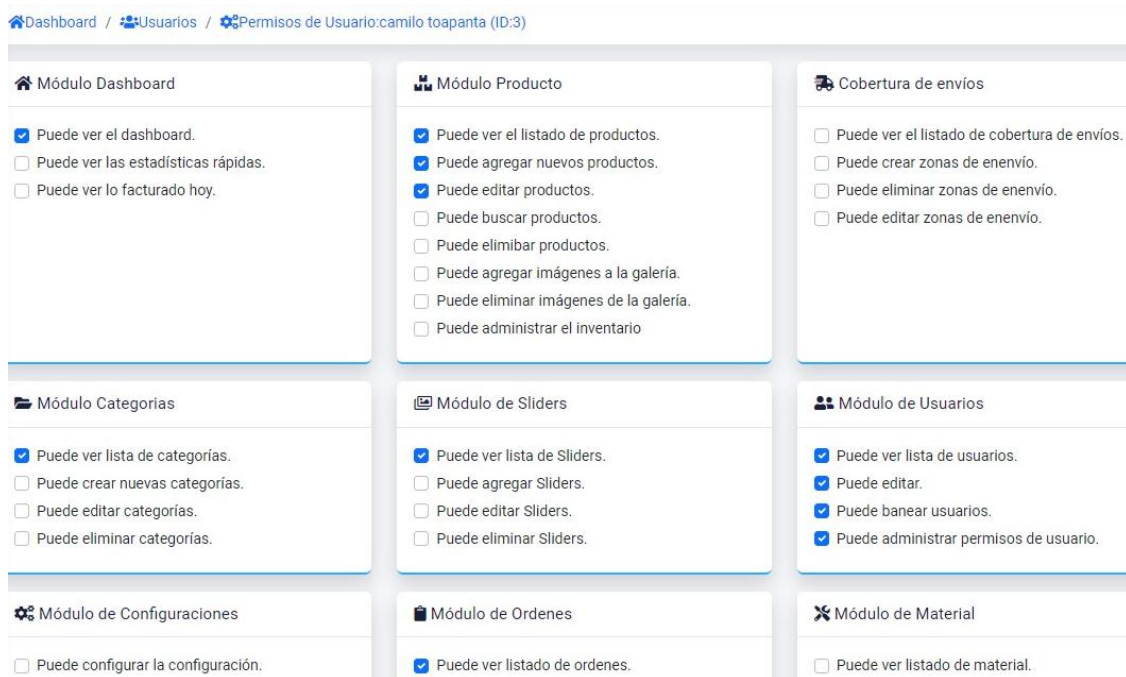 Dashboard / Usuarios / Permisos de Usuario:camilo toapanta (ID:3)
Módulo Dashboard
Puede ver el dashboard.
Puede ver las estadísticas rápidas.
Puede ver lo facturado hoy.
Módulo Producto
Puede ver el listado de productos.
Puede agregar nuevos productos.
Puede editar productos.
Puede buscar productos.
Puede elimibar productos.
Puede agregar imágenes a la galería.
Puede eliminar imágenes de la galería.
Puede administrar el inventario
Cobertura de envíos
Puede ver el listado de cobertura de envíos.
Puede crear zonas de enenvío.
Puede eliminar zonas de enenvío.
Puede editar zonas de enenvío.
Módulo Categorias
Puede ver lista de categorías.
Puede crear nuevas categorías.
Puede editar categorías.
Puede eliminar categorías.
Módulo de Sliders
Puede ver lista de Sliders.
Puede agregar Sliders.
Puede editar Sliders.
Puede eliminar Sliders.
Módulo de Usuarios
Puede ver lista de usuarios.
Puede editar.
Puede banear usuarios.
Puede administrar permisos de usuario.
Módulo de Configuraciones
Puede configurar la configuración.
Módulo de Ordenes
Puede ver listado de ordenes.
Módulo de Material
Puede ver listado de material.